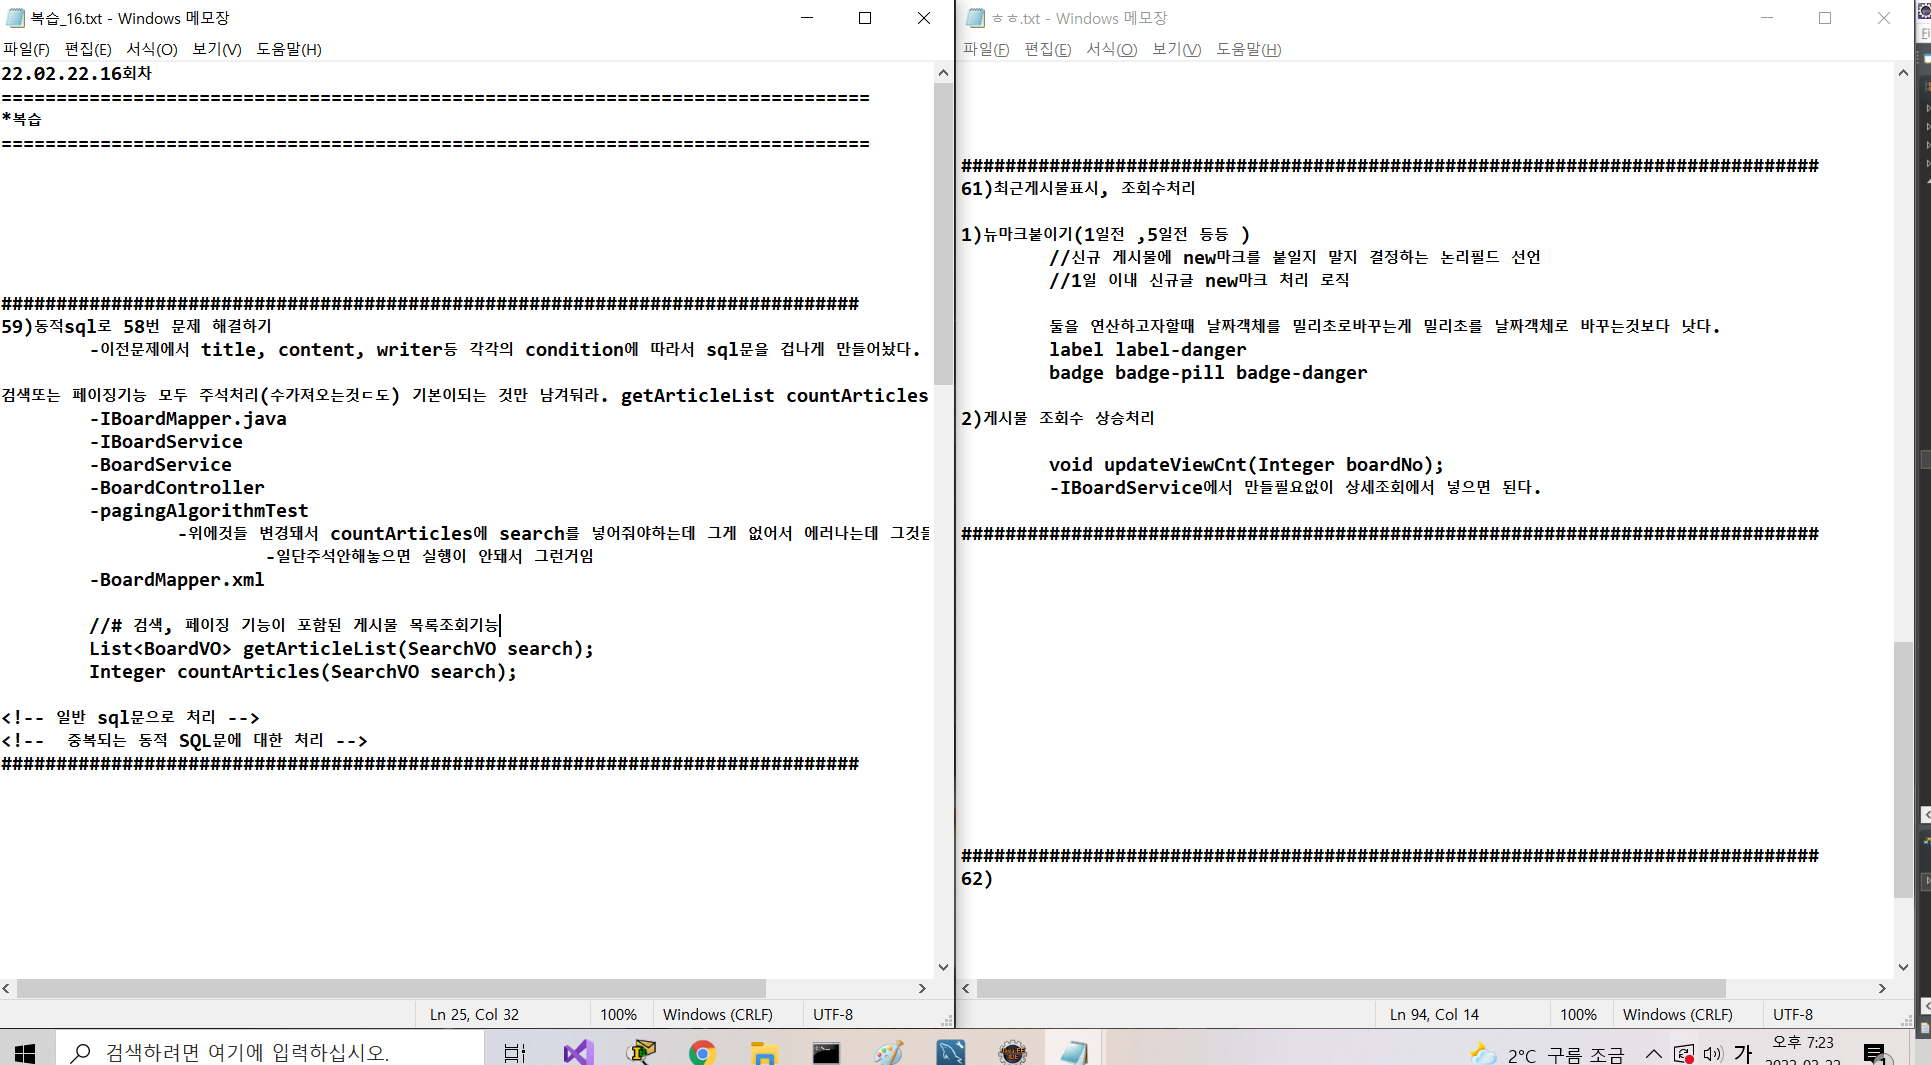 복습_16.txt - Windows 메모장
파일(F) 편집(E) 서식(O) 보기(V) 도움말(H)
22.02.22.16회차
===============================================================================
*복습
===============================================================================
##############################################################################
59)동적sql로 58번 문제 해결하기
-이전문제에서 title, content, writer등 각각의 condition에 따라서 sql문을 겁나게 만들어놨다.
검색또는 페이징기능 모두 주석처리(수가져오는것ㄷ도) 기본이되는 것만 남겨둬라. getArticleList countArticles
-IBoardMapper.java
-IBoardService
-BoardService
-BoardController
-pagingAlgorithmTest
-위에것들 변경돼서 countArticles에 search를 넣어줘야하는데 그게 없어서 에러나는데 그것들
-일단주석안해놓으면 실행이 안돼서 그런거임
-BoardMapper.xml
//# 검색, 페이징 기능이 포함된 게시물 목록조회기능
List<BoardVO> getArticleList(SearchVO search);
Integer countArticles(SearchVO search);
<!-- 일반 sql문으로 처리 -->
<!--  중복되는 동적 SQL문에 대한 처리 -->
##############################################################################
Ln 25, Col 32
100%
Windows (CRLF)
UTF-8
ㅎㅎ.txt - Windows 메모장
파일(F) 편집(E) 서식(O) 보기(V) 도움말(H)
##############################################################################
61)최근게시물표시, 조회수처리
1)뉴마크붙이기(1일전 ,5일전 등등 )
//신규 게시물에 new마크를 붙일지 말지 결정하는 논리필드 선언
//1일 이내 신규글 new마크 처리 로직
둘을 연산하고자할때 날짜객체를 밀리초로바꾸는게 밀리초를 날짜객체로 바꾸는것보다 낫다.
label label-danger
badge badge-pill badge-danger
2)게시물 조회수 상승처리
void updateViewCnt(Integer boardNo);
-IBoardService에서 만들필요없이 상세조회에서 넣으면 된다.
##############################################################################
##############################################################################
62)
Ln 94, Col 14
100%
Windows (CRLF)
UTF-8
검색하려면 여기에 입력하십시오.
2°C 구름 조금
가
오후 7:23